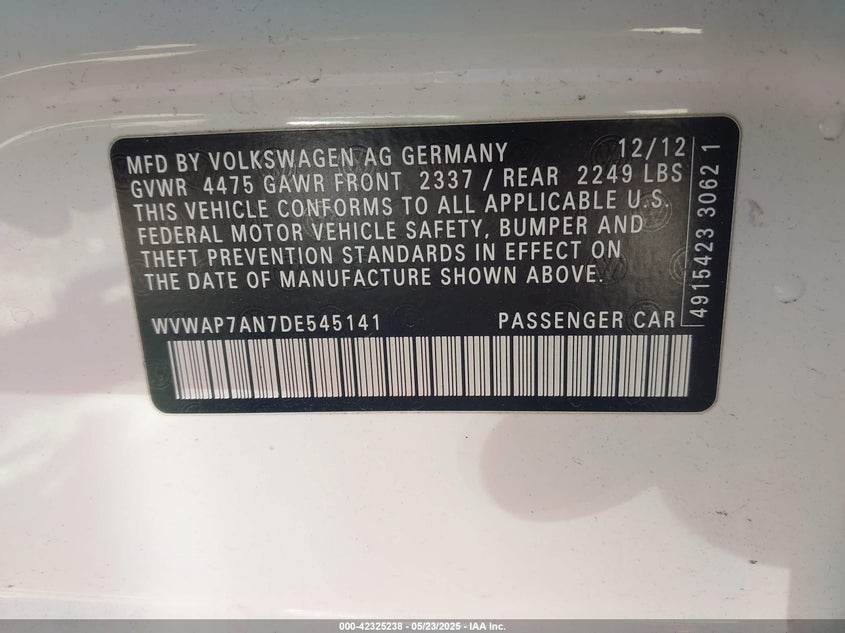 MFD BY VOLKSWAGEN AG GERMANY 12/12
GVWR 4475 GAWR FRONT 2337 / REAR 2249 LBS
THIS VEHICLE CONFORMS TO ALL APPLICABLE U.S.
FEDERAL MOTOR VEHICLE SAFETY, BUMPER AND
THEFT PREVENTION STANDARDS IN EFFECT ON
THE DATE OF MANUFACTURE SHOWN ABOVE.
WVWAP7AN7DE545141 PASSENGER CAR
4915423 3062 1
000-42325238 - 05/23/2025 - IAA Inc.